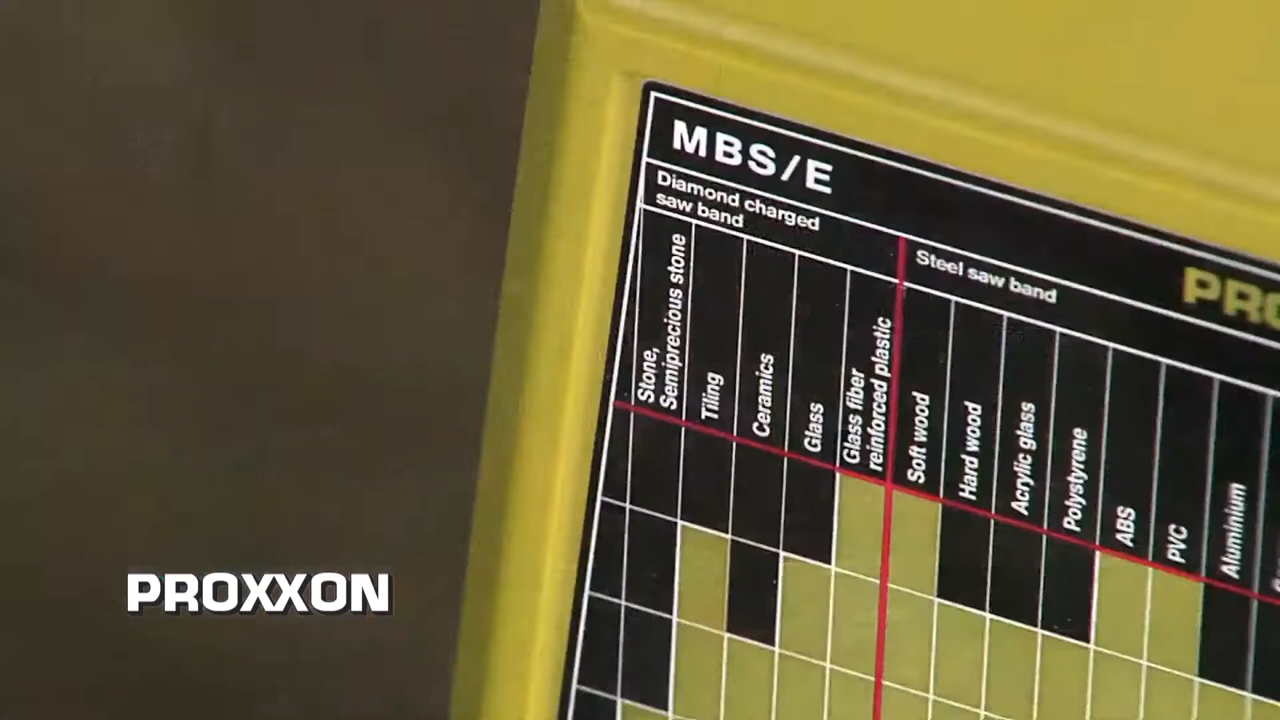 MBS/E
Diamond charged
saw band
Steel saw band
Stone,
Semiprecious stone
Tiling
Ceramics
Glass
Glass fiber
reinforced plastic
Soft wood
Hard wood
Acrylic glass
Polystyrene
ABS
PVC
Aluminium
PROXXON